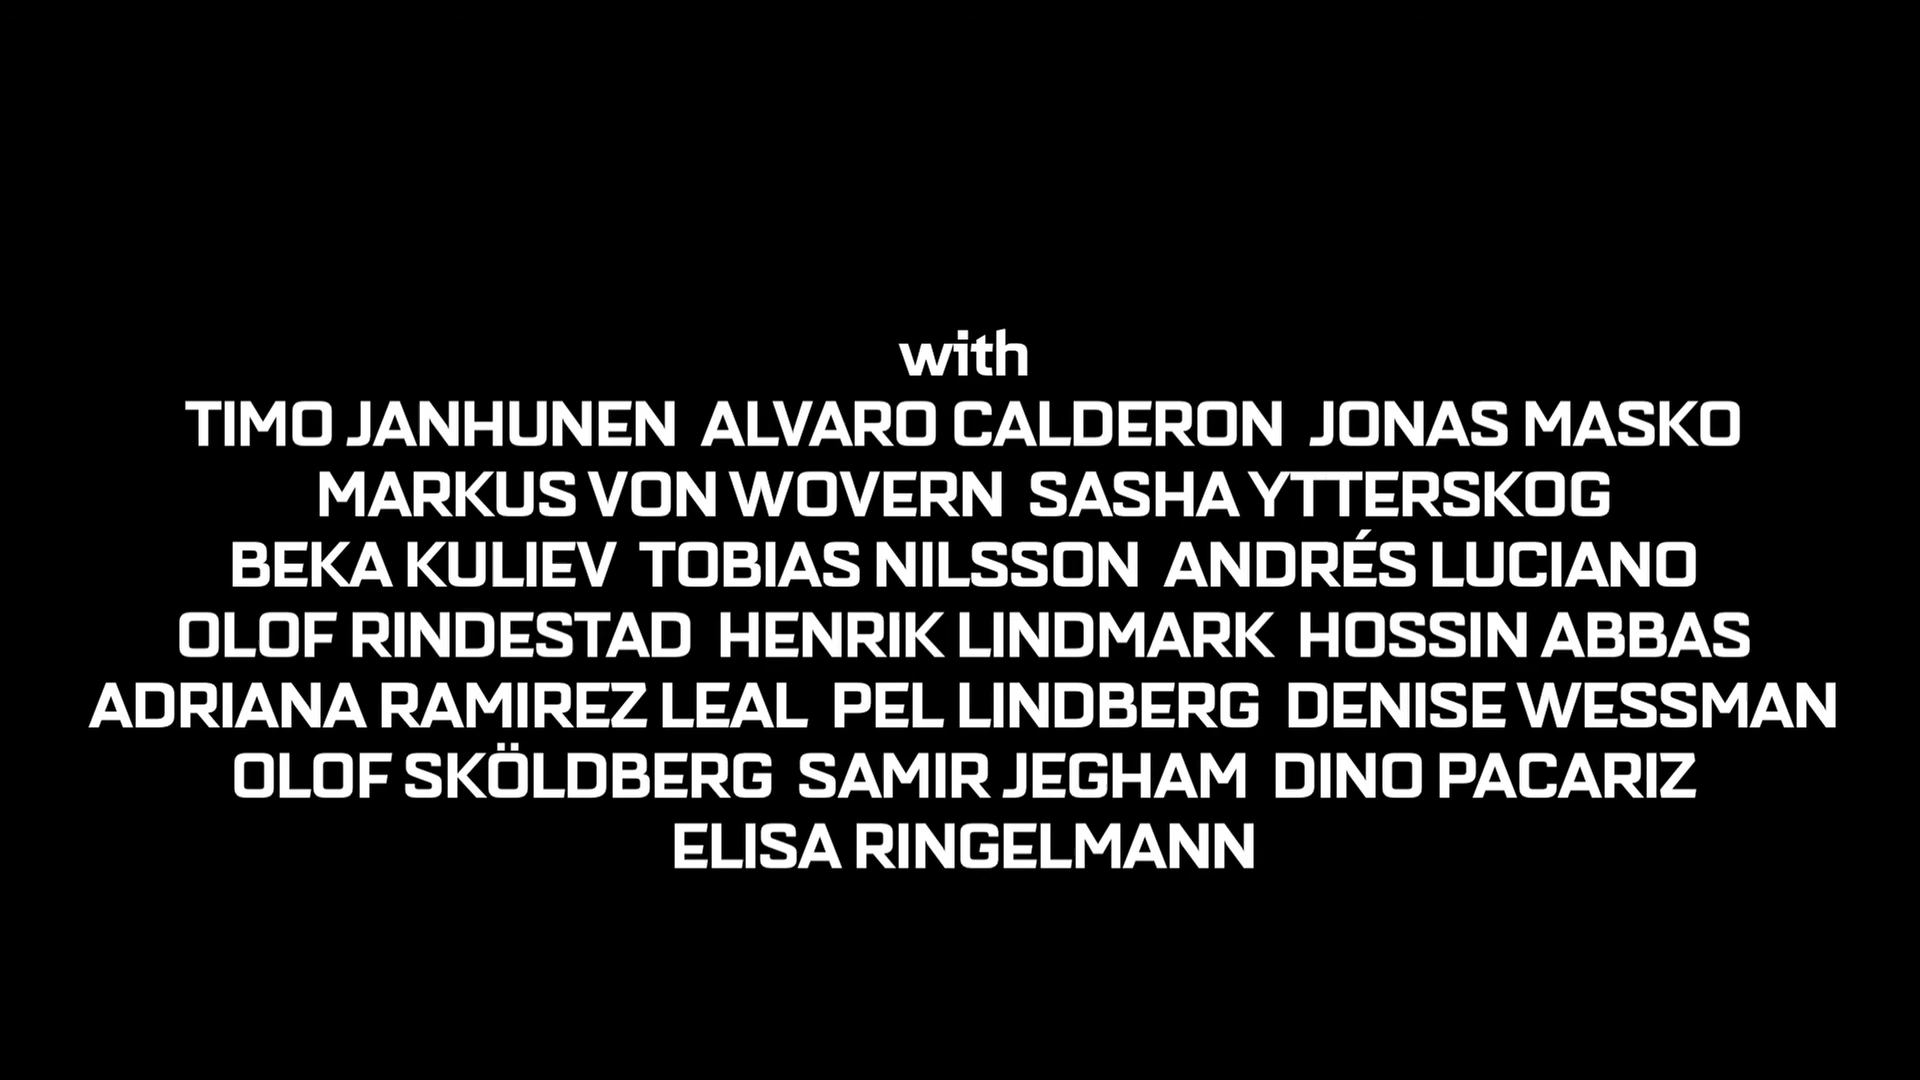 with
TIMO JANHUNEN ALVARO CALDERON JONAS MASKO
MARKUS VON WOVERN SASHA YTTERSKOG
BEKA KULIEV TOBIAS NILSSON ANDRÉS LUCIANO
OLOF RINDESTAD HENRIK LINDMARK HOSSIN ABBAS
ADRIANA RAMIREZ LEAL PEL LINDBERG DENISE WESSMAN
OLOF SKÖLDBERG SAMIR JEGHAM DINO PACARIZ
ELISA RINGELMANN